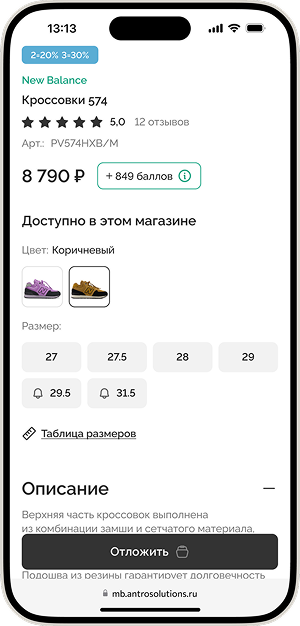 13:13
2=20% 3=30%
New Balance
Кроссовки 574
5,0 12 отзывов
Арт.: PV574HXB/M
8 790 ₽ + 849 баллов
Доступно в этом магазине
Цвет: Коричневый
Размер:
27 27.5 28 29
29.5 31.5
Таблица размеров
Описание
Верхняя часть кроссовок выполнена
из комбинации замши и сетчатого материала.
Отложить
Подошва из резины гарантирует долговечность
mb.antrosolutions.ru